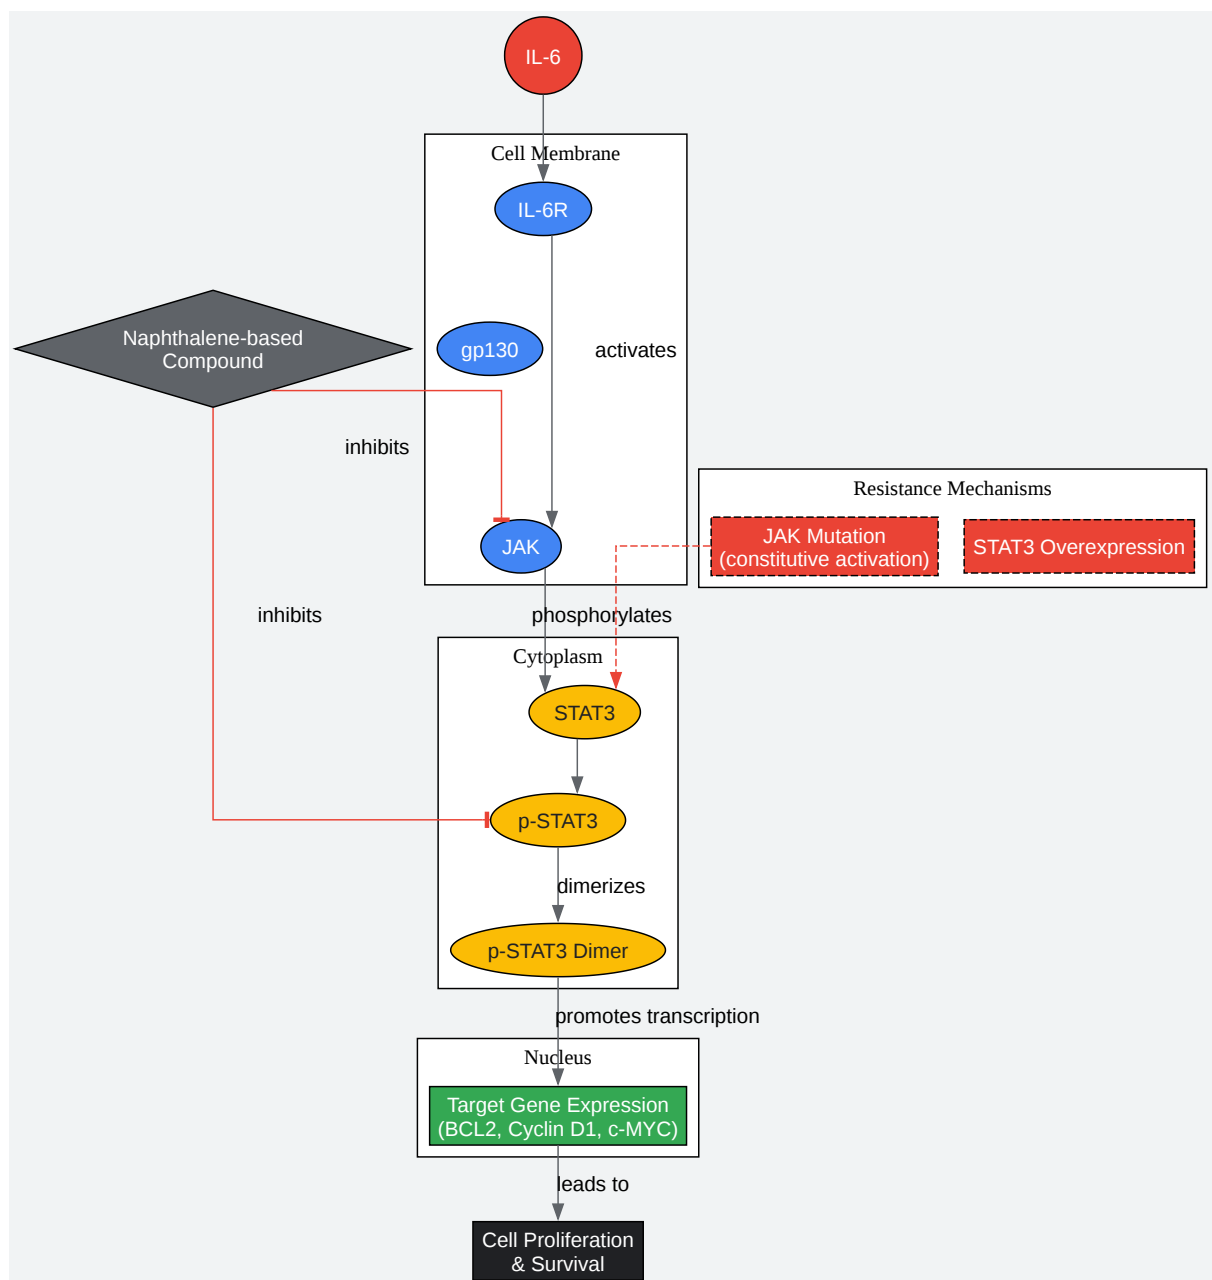 IL-6
Cell Membrane
IL-6R
Naphthalene-based
Compound
gp130
activates
inhibits
Resistance Mechanisms
JAK Mutation
(constitutive activation)
STAT3 Overexpression
JAK
inhibits
phosphorylates
Cytoplasm
STAT3
p-STAT3
dimerizes
p-STAT3 Dimer
promotes transcription
Nucleus
Target Gene Expression
(BCL2, Cyclin D1, c-MYC)
leads to
Cell Proliferation
& Survival